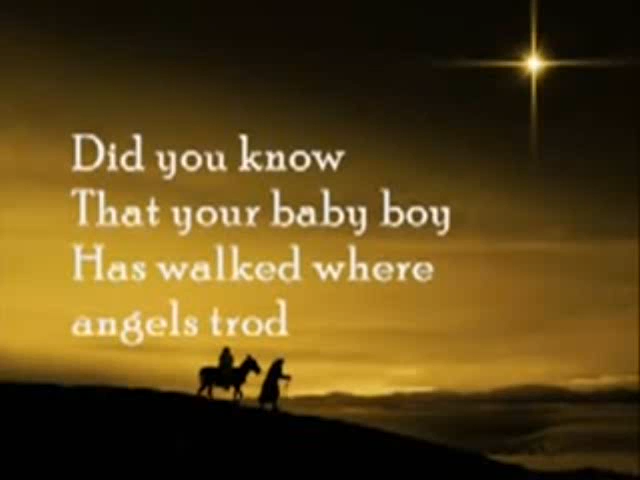 Did you know
That your baby boy
Has walked where
angels trod